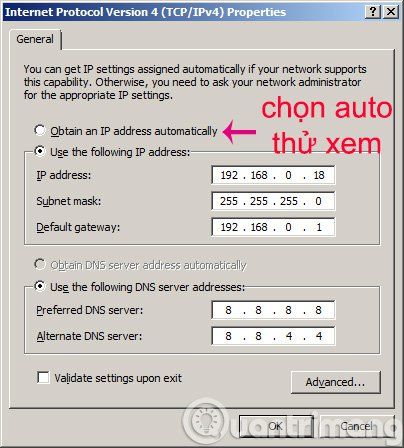 Internet Protocol Version 4 (TCP/IPv4) Properties
General
You can get IP settings assigned automatically if your network supports
this capability. Otherwise, you need to ask your network administrator
for the appropriate IP settings.
Obtain an IP address automatically
chọn auto
thử xem
Use the following IP address:
IP address: 192 . 168 . 0 . 18
Subnet mask: 255 . 255 . 255 . 0
Default gateway: 192 . 168 . 0 . 1
Obtain DNS server address automatically
Use the following DNS server addresses:
Preferred DNS server: 8 . 8 . 8 . 8
Alternate DNS server: 8 . 8 . 4 . 4
Validate settings upon exit
Advanced...
OK Cancel
Quantrimang